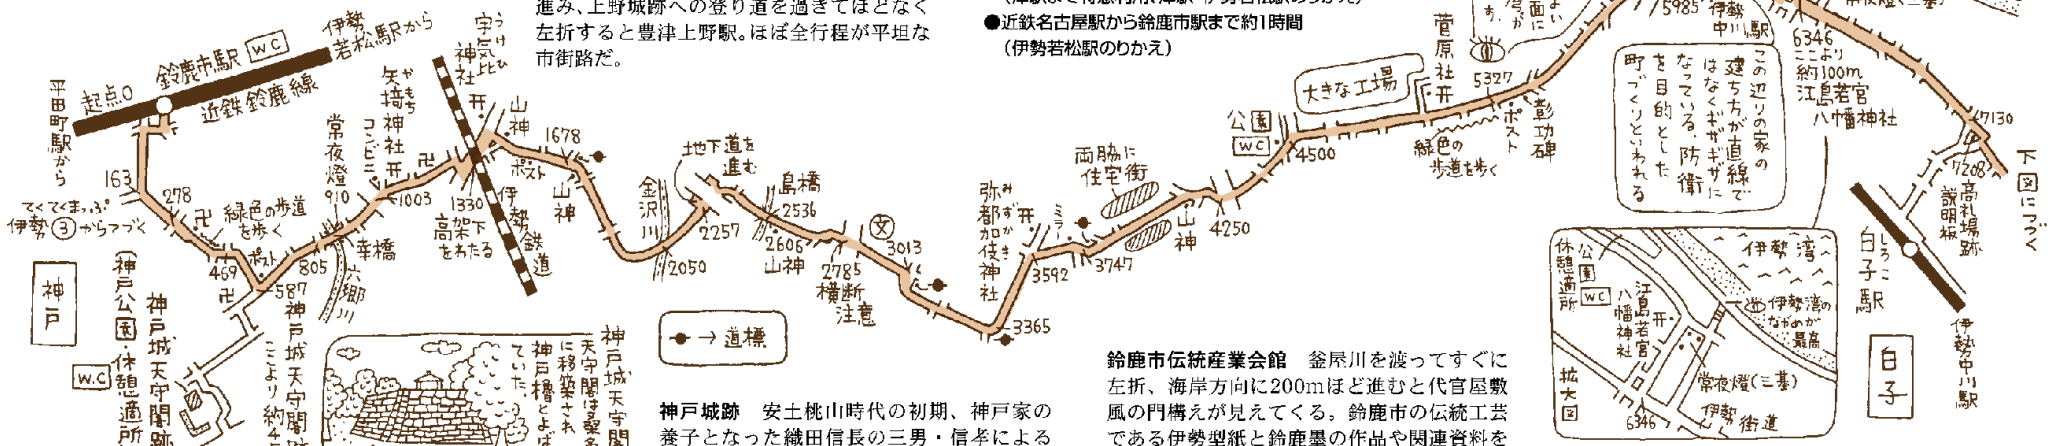 進み、上野城跡への登り道を過ぎてほどなく
左折すると豊津上野駅。ほぼ全行程が平坦な
市街路だ。
●近鉄名古屋駅から鈴鹿市駅まで約1時間
（伊勢若松駅のりかえ）
平田町駅から
起点0
鈴鹿市駅
WC
伊勢
若松駅から
近鉄鈴鹿線
163
てくてくまっぷ
伊勢③からつづく
神戸
278
緑色の歩道
を歩く
469
ポスト
587
805
六郷川
幸橋
常夜燈
910
コンビニ
矢椅神社
かもち
1003
1330
高架下
をわたる
宇気比
うけひ
神社
伊勢鉄道
山神
ポスト
1678
山神
金沢川
2050
2257
地下道を
進む
島橋
2536
2606
山神
2785
横断
注意
文
3013
3365
弥都加伎神社
みずかき
ミラー
3592
3747
両脇に
住宅街
山神
4250
公園
WC
4500
大きな工場
菅原社
緑色の
歩道を歩く
5327
ポスト
彰功碑
5985
伊勢
中川駅
6346
ここより
約100m
江島若宮
八幡神社
この辺りの家の
建ち方が直線で
はなくギザギザに
なっている。防衛
を目的とした
町づくりといわれる
7130
7208
高札場跡
説明板
下図につづく
白子駅
しろこ
伊勢中川駅
白子
(神戸公園・休憩適所
W.C
神戸城天守閣跡
神戸城天守閣
ここより約
→道標
神戸城天守閣
天守閣は桑名
に移築され
神戸櫓とよば
ていた。
神戸城跡　安土桃山時代の初期、神戸家の
養子となった織田信長の三男・信孝による
鈴鹿市伝統産業会館　釜屋川を渡ってすぐに
左折、海岸方向に200mほど進むと代官屋敷
風の門構えが見えてくる。鈴鹿市の伝統工芸
である伊勢型紙と鈴鹿墨の作品や関連資料を
公園
休憩適所
WC
江島若宮
八幡神社
伊勢湾
伊勢湾の
ながめが
最高
常夜燈(三基)
伊勢街道
6346
拡大図